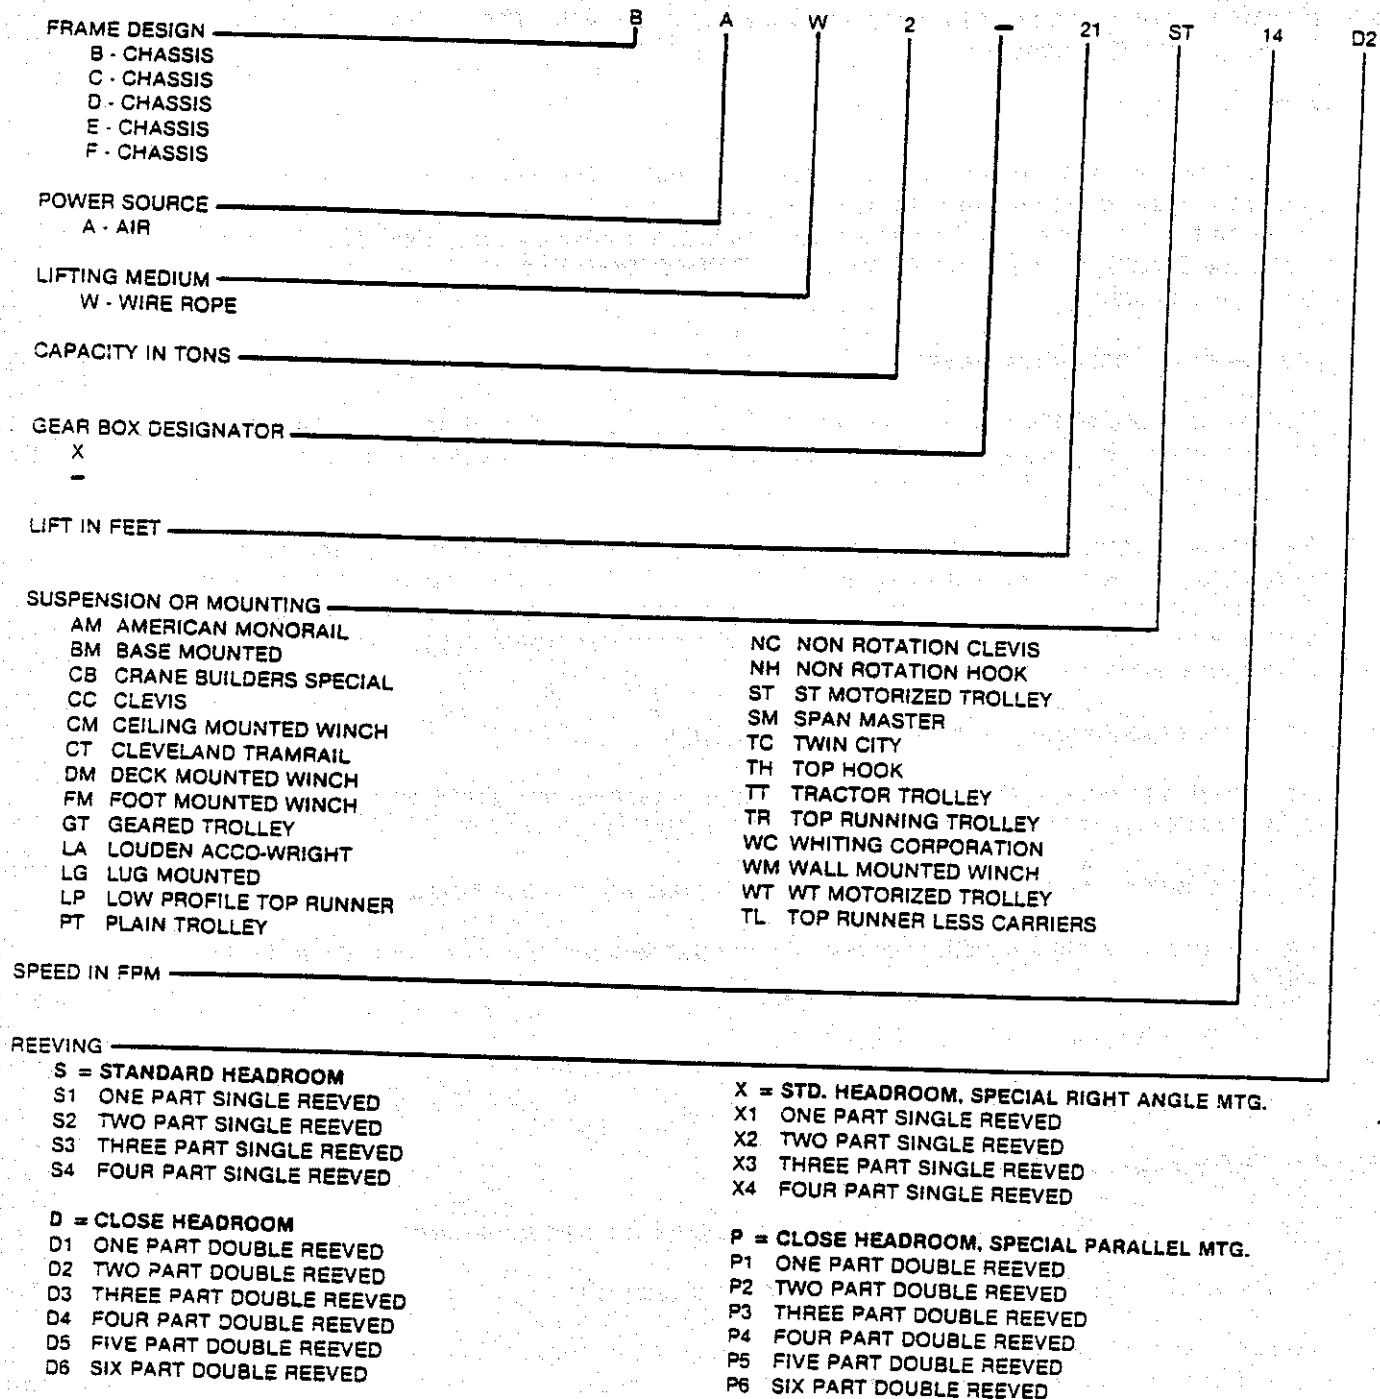 B A W 2 – 21 ST 14 D2
FRAME DESIGN
B - CHASSIS
C - CHASSIS
D - CHASSIS
E - CHASSIS
F - CHASSIS
POWER SOURCE
A - AIR
LIFTING MEDIUM
W - WIRE ROPE
CAPACITY IN TONS
GEAR BOX DESIGNATOR
X
–
LIFT IN FEET
SUSPENSION OR MOUNTING
AM AMERICAN MONORAIL
BM BASE MOUNTED
CB CRANE BUILDERS SPECIAL
CC CLEVIS
CM CEILING MOUNTED WINCH
CT CLEVELAND TRAMRAIL
DM DECK MOUNTED WINCH
FM FOOT MOUNTED WINCH
GT GEARED TROLLEY
LA LOUDEN ACCO-WRIGHT
LG LUG MOUNTED
LP LOW PROFILE TOP RUNNER
PT PLAIN TROLLEY
NC NON ROTATION CLEVIS
NH NON ROTATION HOOK
ST ST MOTORIZED TROLLEY
SM SPAN MASTER
TC TWIN CITY
TH TOP HOOK
TT TRACTOR TROLLEY
TR TOP RUNNING TROLLEY
WC WHITING CORPORATION
WM WALL MOUNTED WINCH
WT WT MOTORIZED TROLLEY
TL TOP RUNNER LESS CARRIERS
SPEED IN FPM
REEVING
S = STANDARD HEADROOM
S1 ONE PART SINGLE REEVED
S2 TWO PART SINGLE REEVED
S3 THREE PART SINGLE REEVED
S4 FOUR PART SINGLE REEVED
D = CLOSE HEADROOM
D1 ONE PART DOUBLE REEVED
D2 TWO PART DOUBLE REEVED
D3 THREE PART DOUBLE REEVED
D4 FOUR PART DOUBLE REEVED
D5 FIVE PART DOUBLE REEVED
D6 SIX PART DOUBLE REEVED
X = STD. HEADROOM, SPECIAL RIGHT ANGLE MTG.
X1 ONE PART SINGLE REEVED
X2 TWO PART SINGLE REEVED
X3 THREE PART SINGLE REEVED
X4 FOUR PART SINGLE REEVED
P = CLOSE HEADROOM, SPECIAL PARALLEL MTG.
P1 ONE PART DOUBLE REEVED
P2 TWO PART DOUBLE REEVED
P3 THREE PART DOUBLE REEVED
P4 FOUR PART DOUBLE REEVED
P5 FIVE PART DOUBLE REEVED
P6 SIX PART DOUBLE REEVED